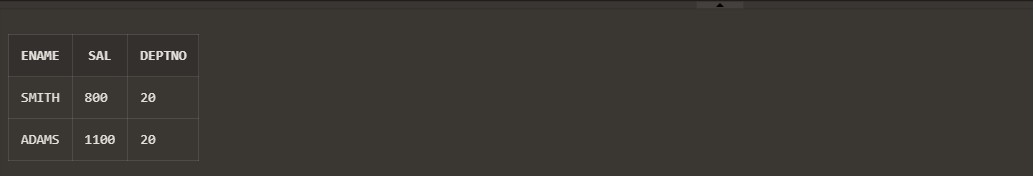 ENAME SAL DEPTNO
SMITH 800 20
ADAMS 1100 20